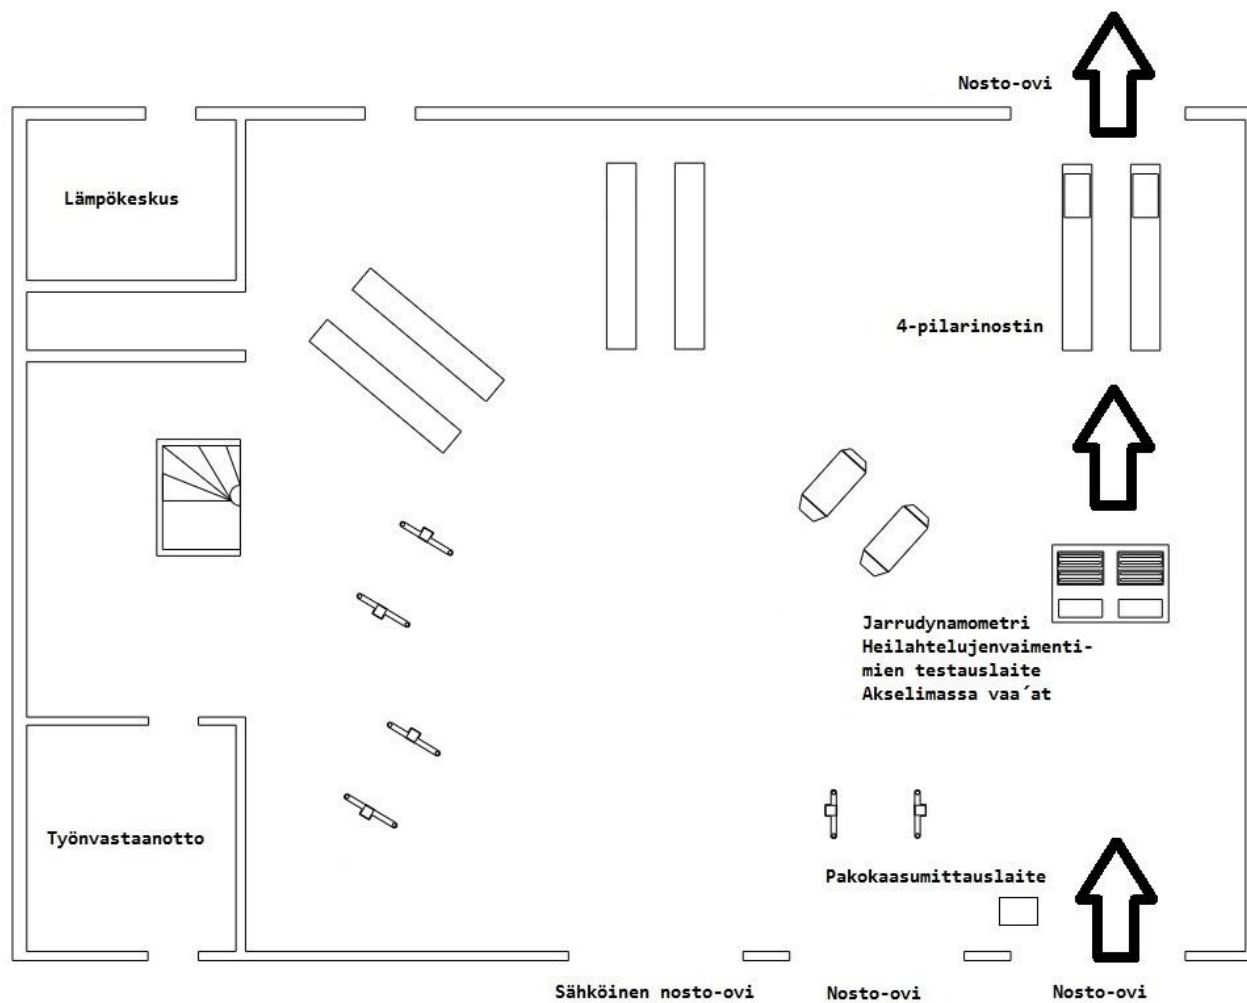 Nosto-ovi
Lämpökeskus
4-pilarinostin
Jarrudynamometri
Heilahtelujenvaimenti-
mien testauslaite
Akselimassa vaa´at
Työnvastaanotto
Pakokaasumittauslaite
Sähköinen nosto-ovi
Nosto-ovi
Nosto-ovi